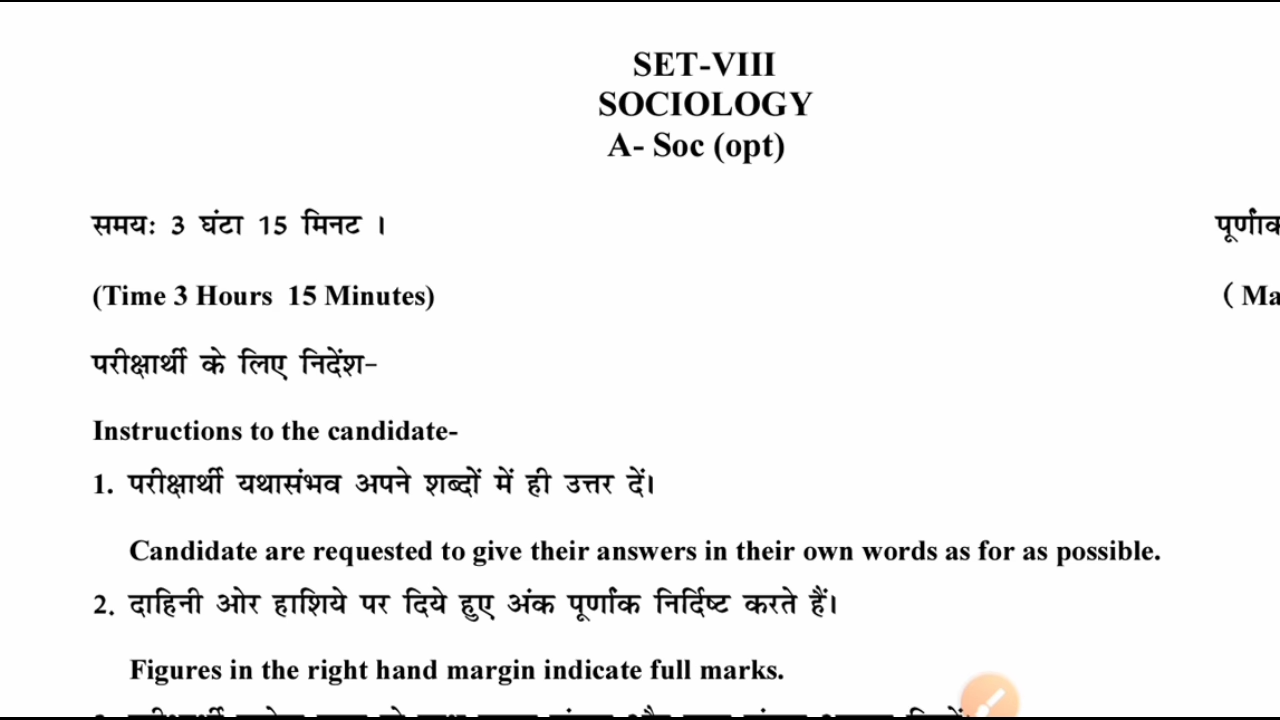 SET-VIII
SOCIOLOGY
A- Soc (opt)
समयः 3 घंटा 15 मिनट ।
(Time 3 Hours 15 Minutes)
परीक्षार्थी के लिए निर्देश-
Instructions to the candidate-
1. परीक्षार्थी यथासंभव अपने शब्दों में ही उत्तर दें।
Candidate are requested to give their answers in their own words as for as possible.
2. दाहिनी ओर हाशिये पर दिये हुए अंक पूर्णांक निर्दिष्ट करते हैं।
Figures in the right hand margin indicate full marks.